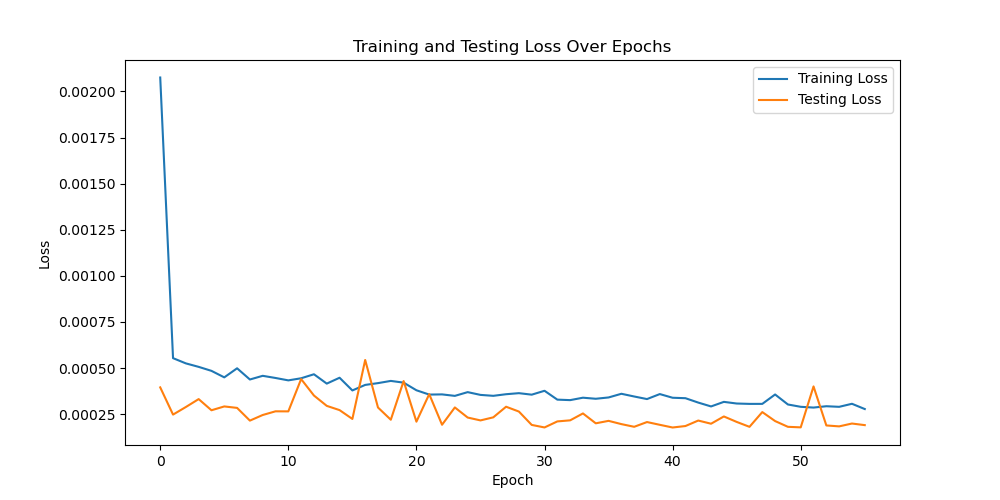 Training and Testing Loss Over Epochs
Training Loss
Testing Loss
0.00200
0.00175
0.00150
0.00125
0.00100
0.00075
0.00050
0.00025
Loss
0 10 20 30 40 50
Epoch